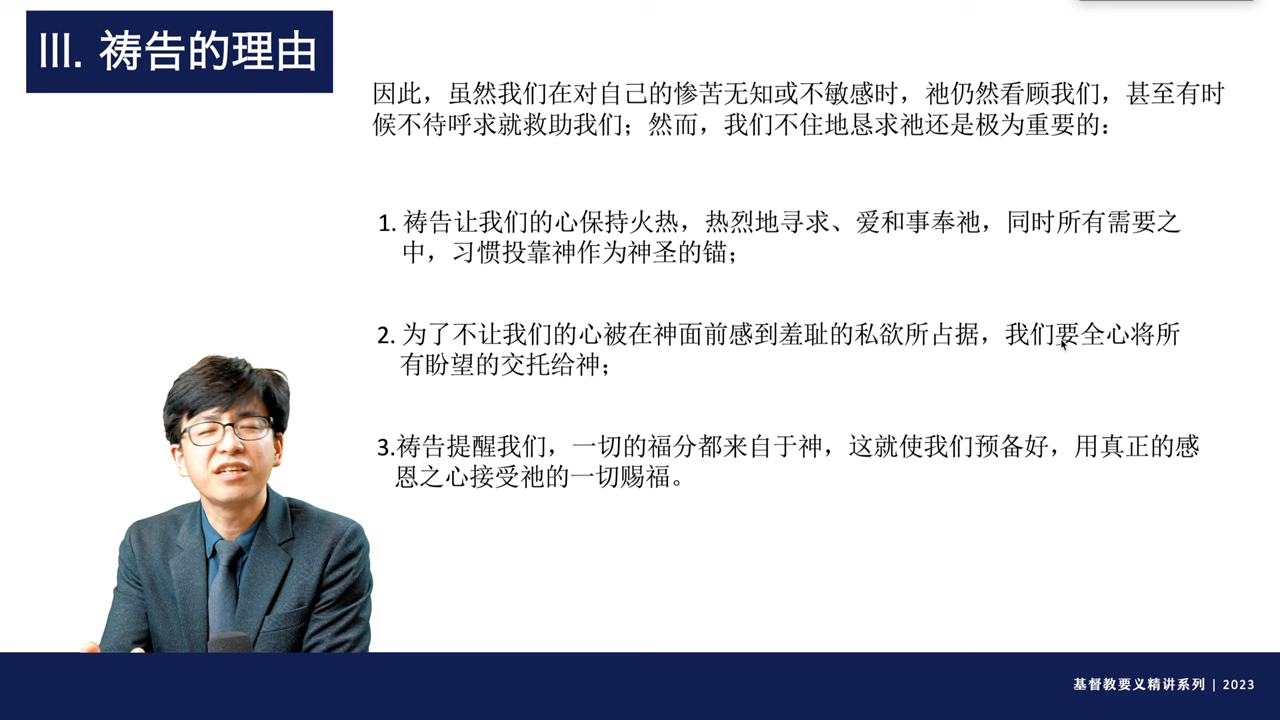 III. 祷告的理由
因此，虽然我们在对自己的惨苦无知或不敏感时，祂仍然看顾我们，甚至有时
候不待呼求就救助我们；然而，我们不住地恳求祂还是极为重要的：
1. 祷告让我们的心保持火热，热烈地寻求、爱和事奉祂，同时所有需要之
中，习惯投靠神作为神圣的锚；
2. 为了不让我们的心被在神面前感到羞耻的私欲所占据，我们要全心将所
有盼望的交托给神；
3.祷告提醒我们，一切的福分都来自于神，这就使我们预备好，用真正的感
恩之心接受祂的一切赐福。
基督教要义精讲系列 | 2023